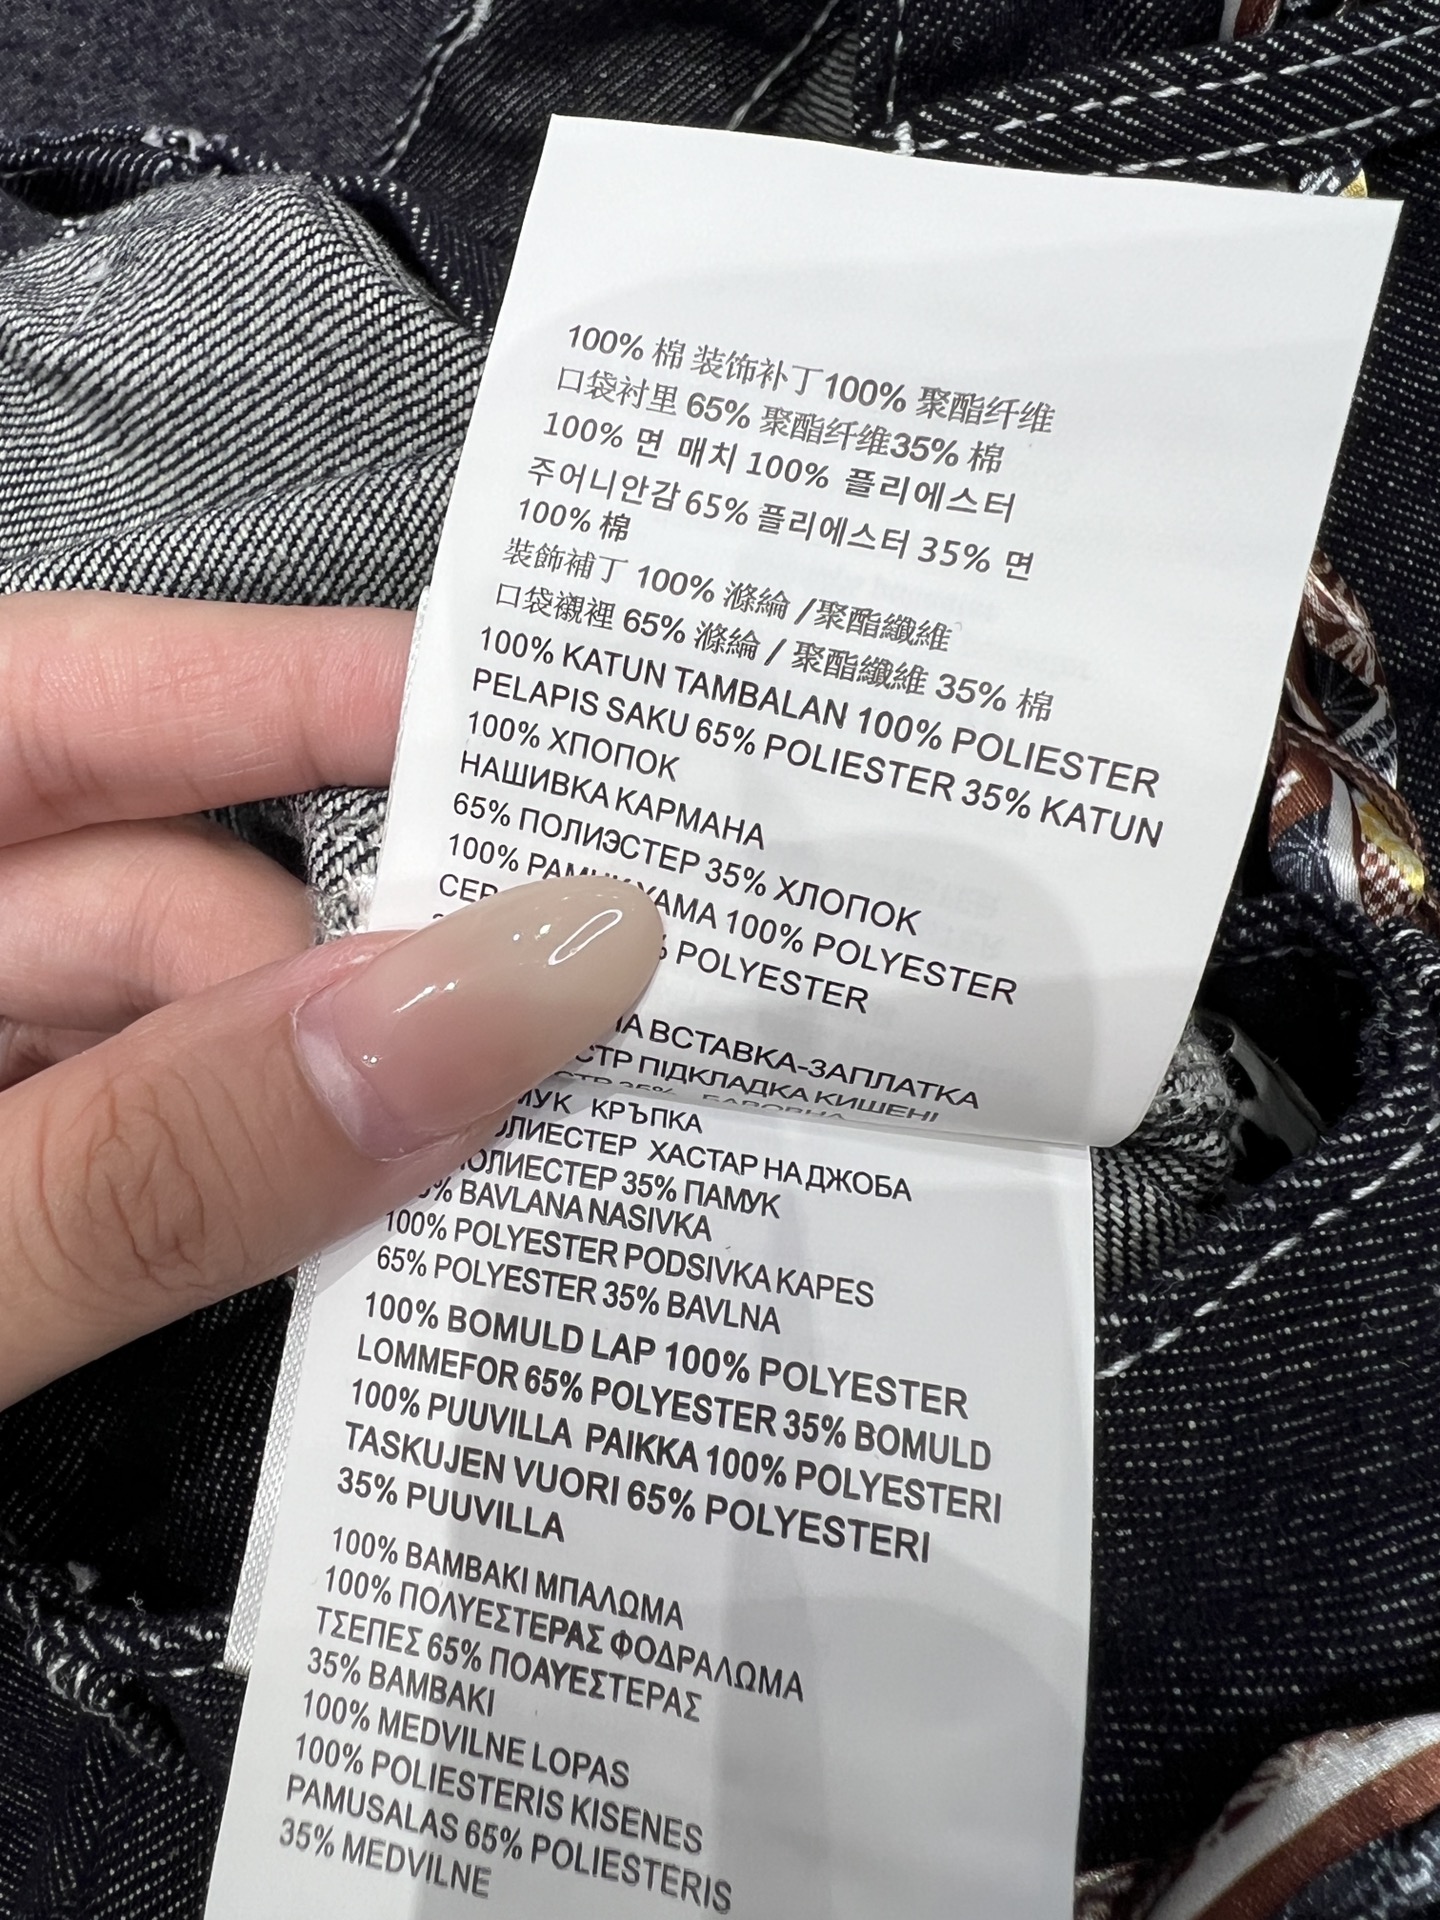 100% 棉 装饰补丁100% 聚酯纤维
口袋衬里 65% 聚酯纤维35% 棉
100% 면 매치 100% 플리에스터
주어니안감 65% 플리에스터 35% 면
100% 棉
裝飾補丁 100% 滌綸 /聚酯纖維
口袋襯裡 65% 滌綸 / 聚酯纖維 35% 棉
100% KATUN TAMBALAN 100% POLIESTER
PELAPIS SAKU 65% POLIESTER 35% KATUN
100% ХПОПОК
НАШИВКА КАРМАНА
65% ПОЛИЭСТЕР 35% ХЛОПОК
100% YAMA 100% POLYESTER
POLYESTER
ВСТАВКА-ЗАПЛАТКА
ПІДКЛАДКА КИШЕНІ
35% БАВОВНА
КРЪПКА
ХАСТАР НА ДЖОБА
35% ПАМУК
BAVLANA NASIVKA
100% POLYESTER PODSIVKA KAPES
65% POLYESTER 35% BAVLNA
100% BOMULD LAP 100% POLYESTER
LOMMEFOR 65% POLYESTER 35% BOMULD
100% PUUVILLA PAIKKA 100% POLYESTERI
TASKUJEN VUORI 65% POLYESTERI
35% PUUVILLA
100% ΒΑΜΒΑΚΙ ΜΠΑΛΩΜΑ
100% ΠΟΛΥΕΣΤΕΡΑΣ ΦΟΔΡΑΛΩΜΑ
ΤΣΕΠΕΣ 65% ΠΟΑΥΕΣΤΕΡΑΣ
35% ΒΑΜΒΑΚΙ
100% MEDVILNE LOPAS
100% POLIESTERIS KISENES
PAMUSALAS 65% POLIESTERIS
35% MEDVILNE